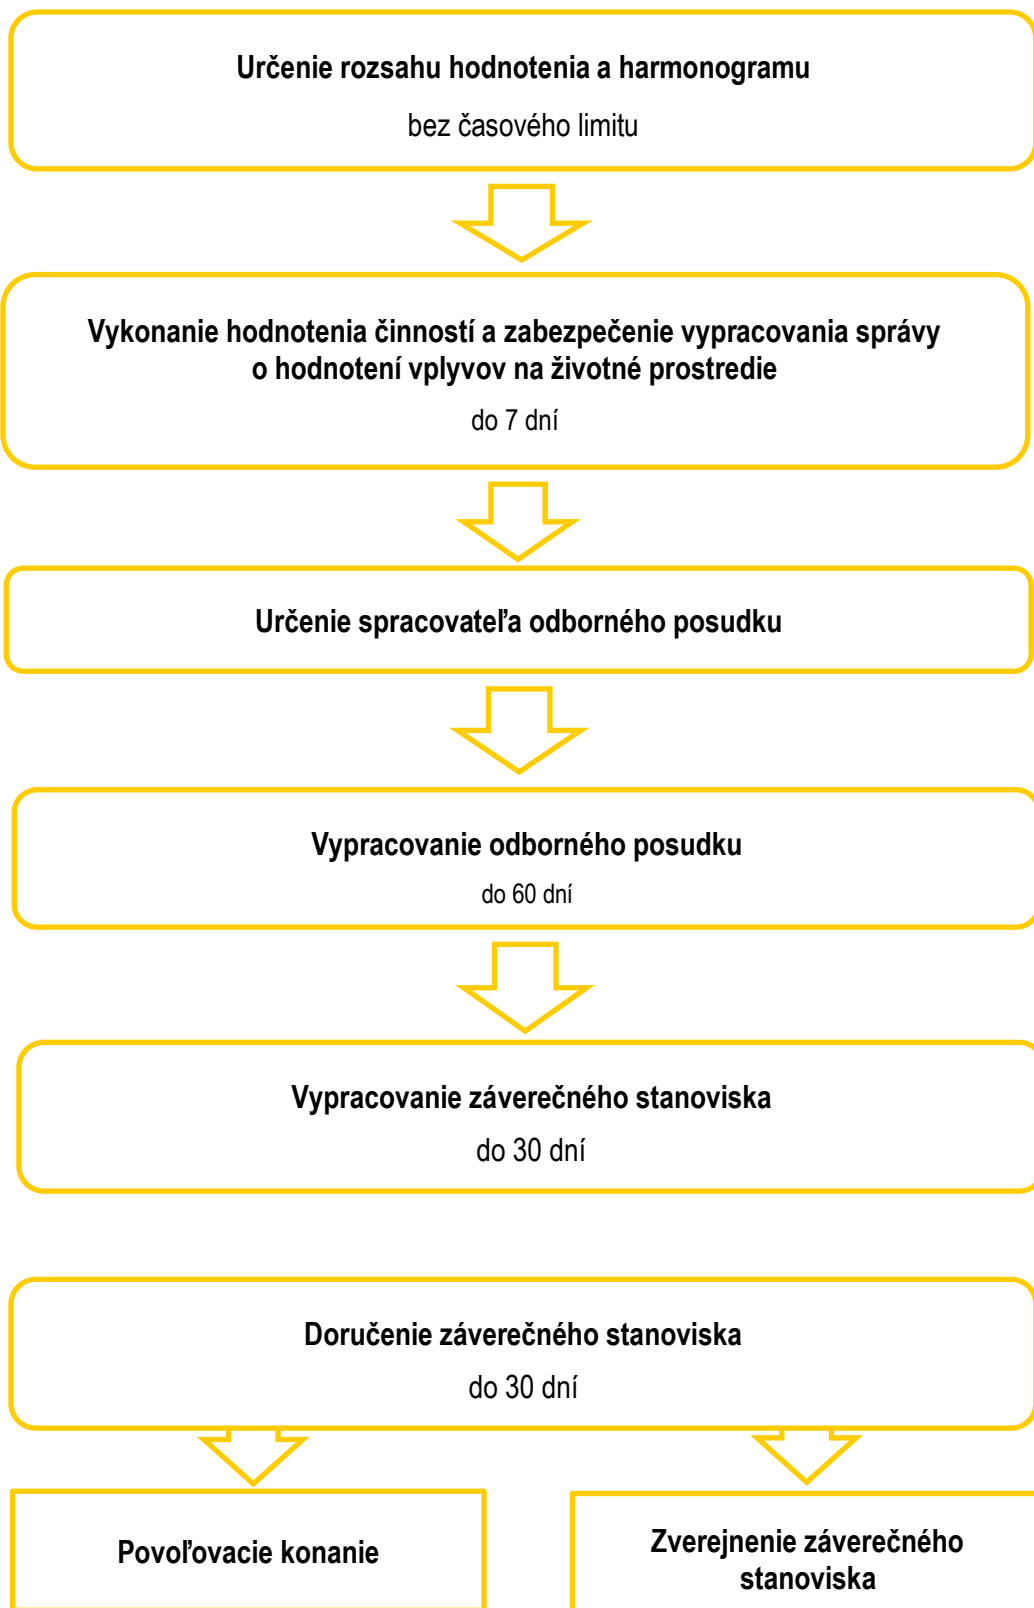 Určenie rozsahu hodnotenia a harmonogramu
bez časového limitu
Vykonanie hodnotenia činností a zabezpečenie vypracovania správy
o hodnotení vplyvov na životné prostredie
do 7 dní
Určenie spracovateľa odborného posudku
Vypracovanie odborného posudku
do 60 dní
Vypracovanie záverečného stanoviska
do 30 dní
Doručenie záverečného stanoviska
do 30 dní
Povoľovacie konanie
Zverejnenie záverečného
stanoviska